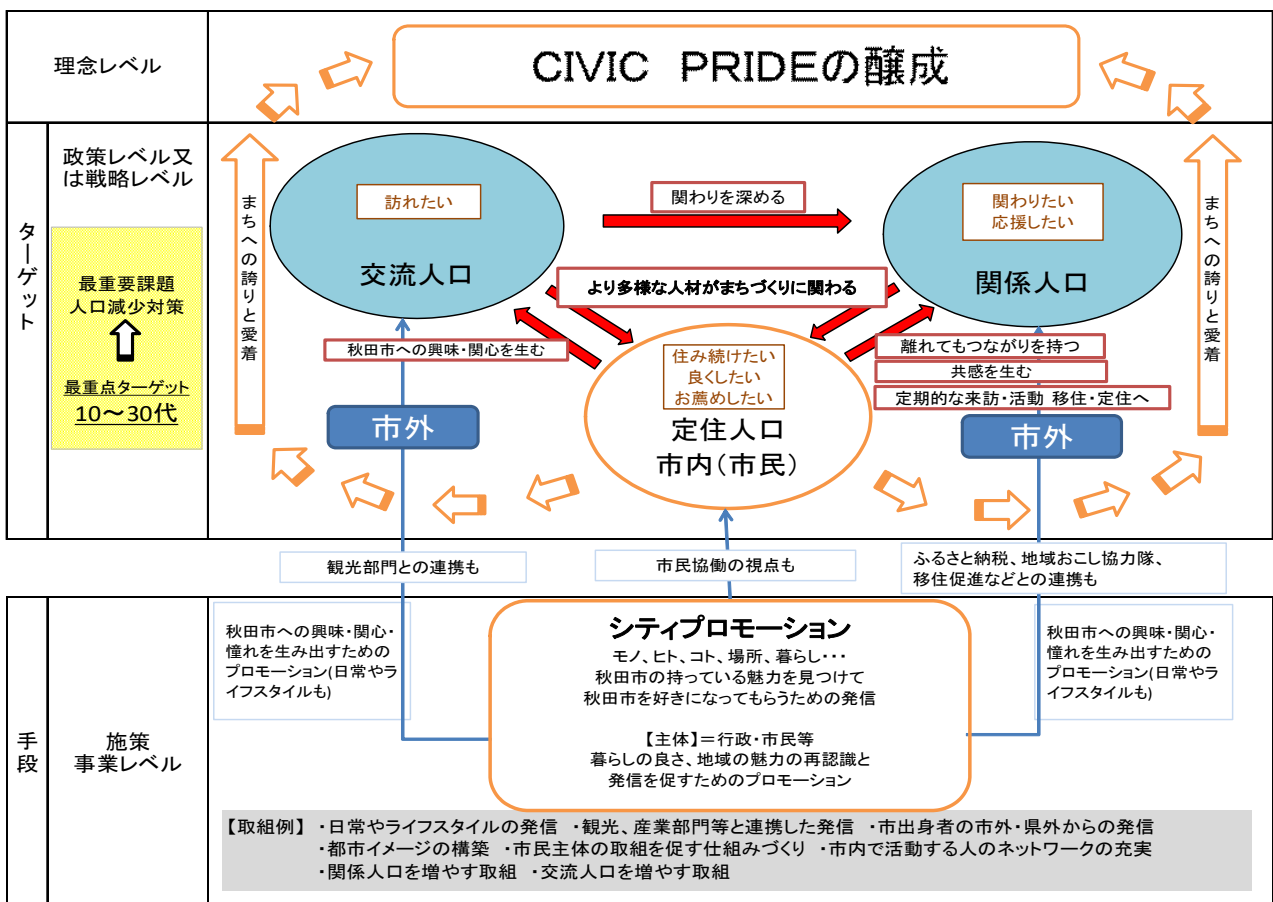 理念レベル
CIVIC PRIDEの醸成
ターゲット
政策レベル又
は戦略レベル
最重要課題
人口減少対策
最重点ターゲット
10～30代
まちへの誇りと愛着
訪れたい
交流人口
関わりを深める
関わりたい
応援したい
関係人口
まちへの誇りと愛着
より多様な人材がまちづくりに関わる
秋田市への興味・関心を生む
離れてもつながりを持つ
共感を生む
定期的な来訪・活動 移住・定住へ
住み続けたい
良くしたい
お薦めしたい
定住人口
市内(市民)
市外
市外
観光部門との連携も
市民協働の視点も
ふるさと納税、地域おこし協力隊、
移住促進などとの連携も
手段
施策
事業レベル
秋田市への興味・関心・
憧れを生み出すための
プロモーション(日常やラ
イフスタイルも)
シティプロモーション
モノ、ヒト、コト、場所、暮らし・・・
秋田市の持っている魅力を見つけて
秋田市を好きになってもらうための発信
【主体】＝行政・市民等
暮らしの良さ、地域の魅力の再認識と
発信を促すためのプロモーション
秋田市への興味・関心・
憧れを生み出すための
プロモーション(日常やラ
イフスタイルも)
【取組例】 ・日常やライフスタイルの発信 ・観光、産業部門等と連携した発信 ・市出身者の市外・県外からの発信
・都市イメージの構築 ・市民主体の取組を促す仕組みづくり ・市内で活動する人のネットワークの充実
・関係人口を増やす取組 ・交流人口を増やす取組